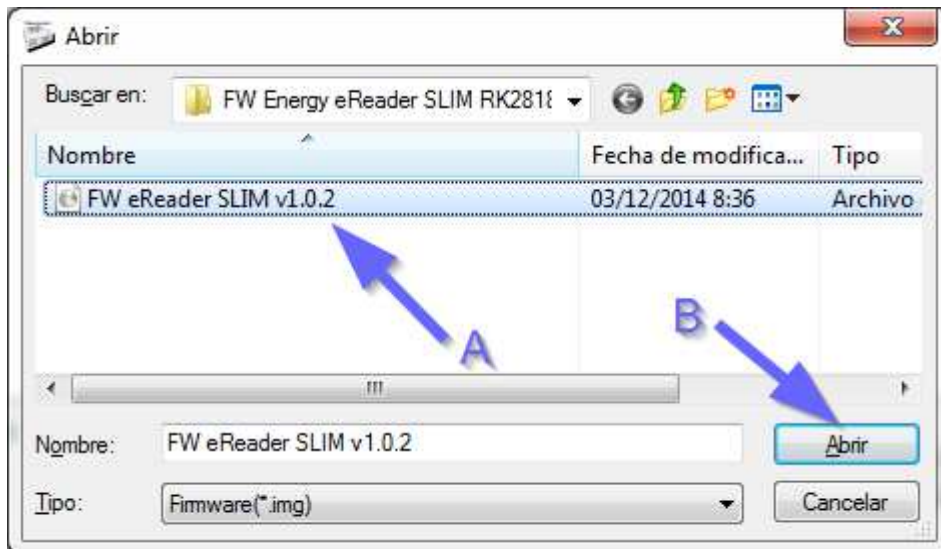 Abrir
Buscar en: FW Energy eReader SLIM RK2818
Nombre Fecha de modifica... Tipo
FW eReader SLIM v1.0.2 03/12/2014 8:36 Archivo
A
B
Nombre: FW eReader SLIM v1.0.2 Abrir
Tipo: Firmware(*.img) Cancelar